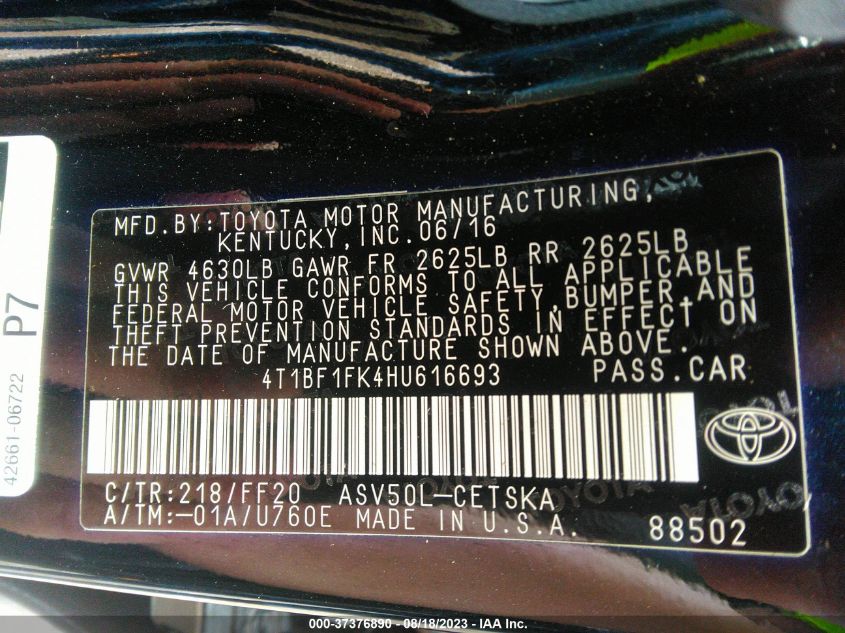 MFD.BY:TOYOTA MOTOR MANUFACTURING,
KENTUCKY,INC.06/16
GVWR 4630LB GAWR FR 2625LB RR 2625LB
THIS VEHICLE CONFORMS TO ALL APPLICABLE
FEDERAL MOTOR VEHICLE SAFETY,BUMPER,AND
THEFT PREVENTION STANDARDS IN EFFECT ON
THE DATE OF MANUFACTURE SHOWN ABOVE.
4T1BF1FK4HU616693 PASS.CAR
C/TR:218/FF20 ASV50L-CETSKA
A/TM:-01A/U760E MADE IN U.S.A. 88502
P7
42661-06722
TOYOTA
000-37376890 - 08/18/2023 - IAA Inc.